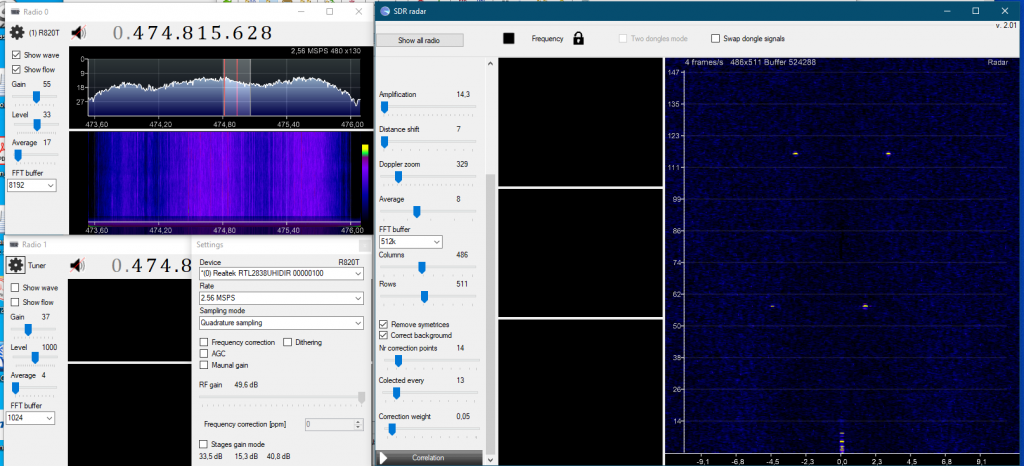 Radio 0
(1) R820T
0.474.815.628
2,56 MSPS 480 x130
Show wave
Show flow
Gain 55
Level 33
Average 17
FFT buffer
8192
0
9
18
27
473,60 474,20 474,80 475,40 476,00
473,60 474,20 474,80 475,40 476,00
Radio 1
Tuner
0.474.8
Show wave
Show flow
Gain 37
Level 1000
Average 4
FFT buffer
1024
Settings
Device R820T
*(0) Realtek RTL2838UHIDIR 00000100
Rate
2.56 MSPS
Sampling mode
Quadrature sampling
Frequency correction Dithering
AGC
Maunal gain
RF gain 49,6 dB
Frequency correction [ppm] 0
Stages gain mode
33,5 dB 15,3 dB 40,8 dB
SDR radar
v. 2.01
Show all radio
Frequency
Two dongles mode
Swap dongle signals
Amplification 14,3
Distance shift 7
Doppler zoom 329
Average 8
FFT buffer
512k
Columns 486
Rows 511
Remove symetrices
Correct background
Nr correction points 14
Colected every 13
Correction weight 0,05
Correlation
4 frames/s 486x511 Buffer 524288 Radar
147
135
123
111
99
86
74
62
50
38
26
14
-9,1 -6,8 -4,5 -2,3 0,0 2,3 4,5 6,8 9,1